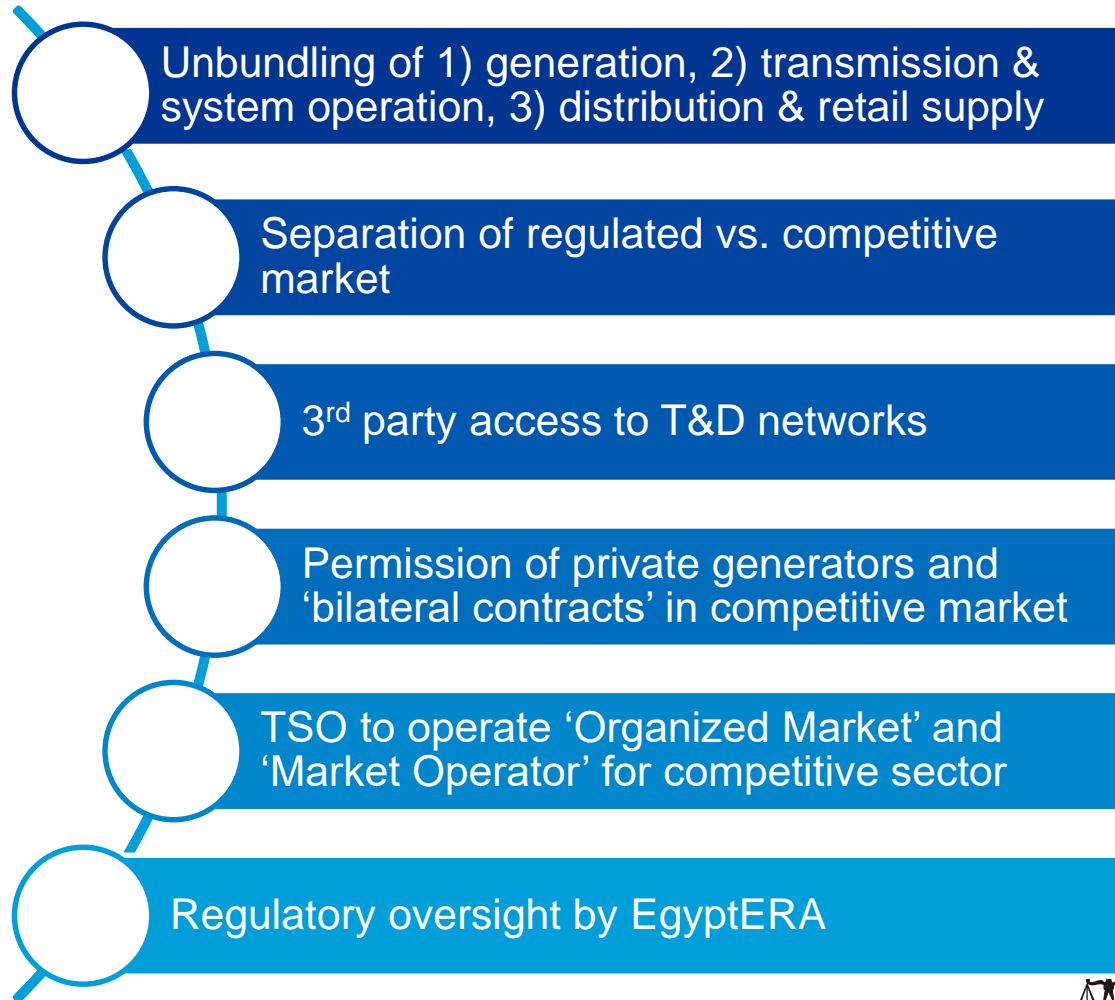 Unbundling of 1) generation, 2) transmission &
system operation, 3) distribution & retail supply
Separation of regulated vs. competitive
market
3rd party access to T&D networks
Permission of private generators and
‘bilateral contracts’ in competitive market
TSO to operate ‘Organized Market’ and
‘Market Operator’ for competitive sector
Regulatory oversight by EgyptERA